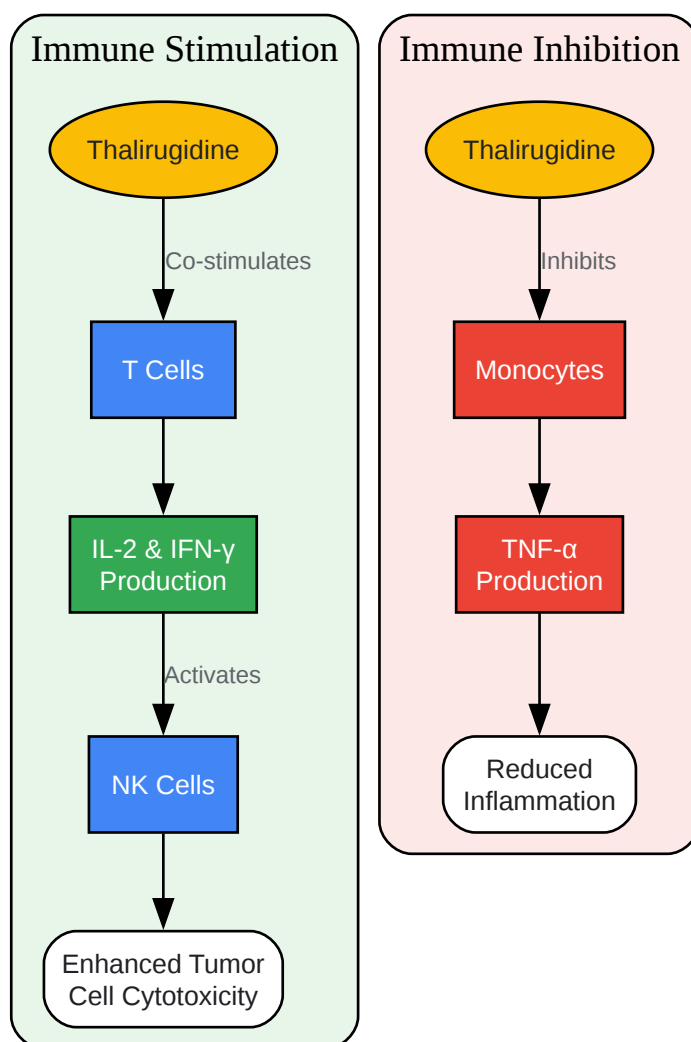 Immune Stimulation
Thalirugidine
Co-stimulates
T Cells
IL-2 & IFN-γ
Production
Activates
NK Cells
Enhanced Tumor
Cell Cytotoxicity
Immune Inhibition
Thalirugidine
Inhibits
Monocytes
TNF-α
Production
Reduced
Inflammation